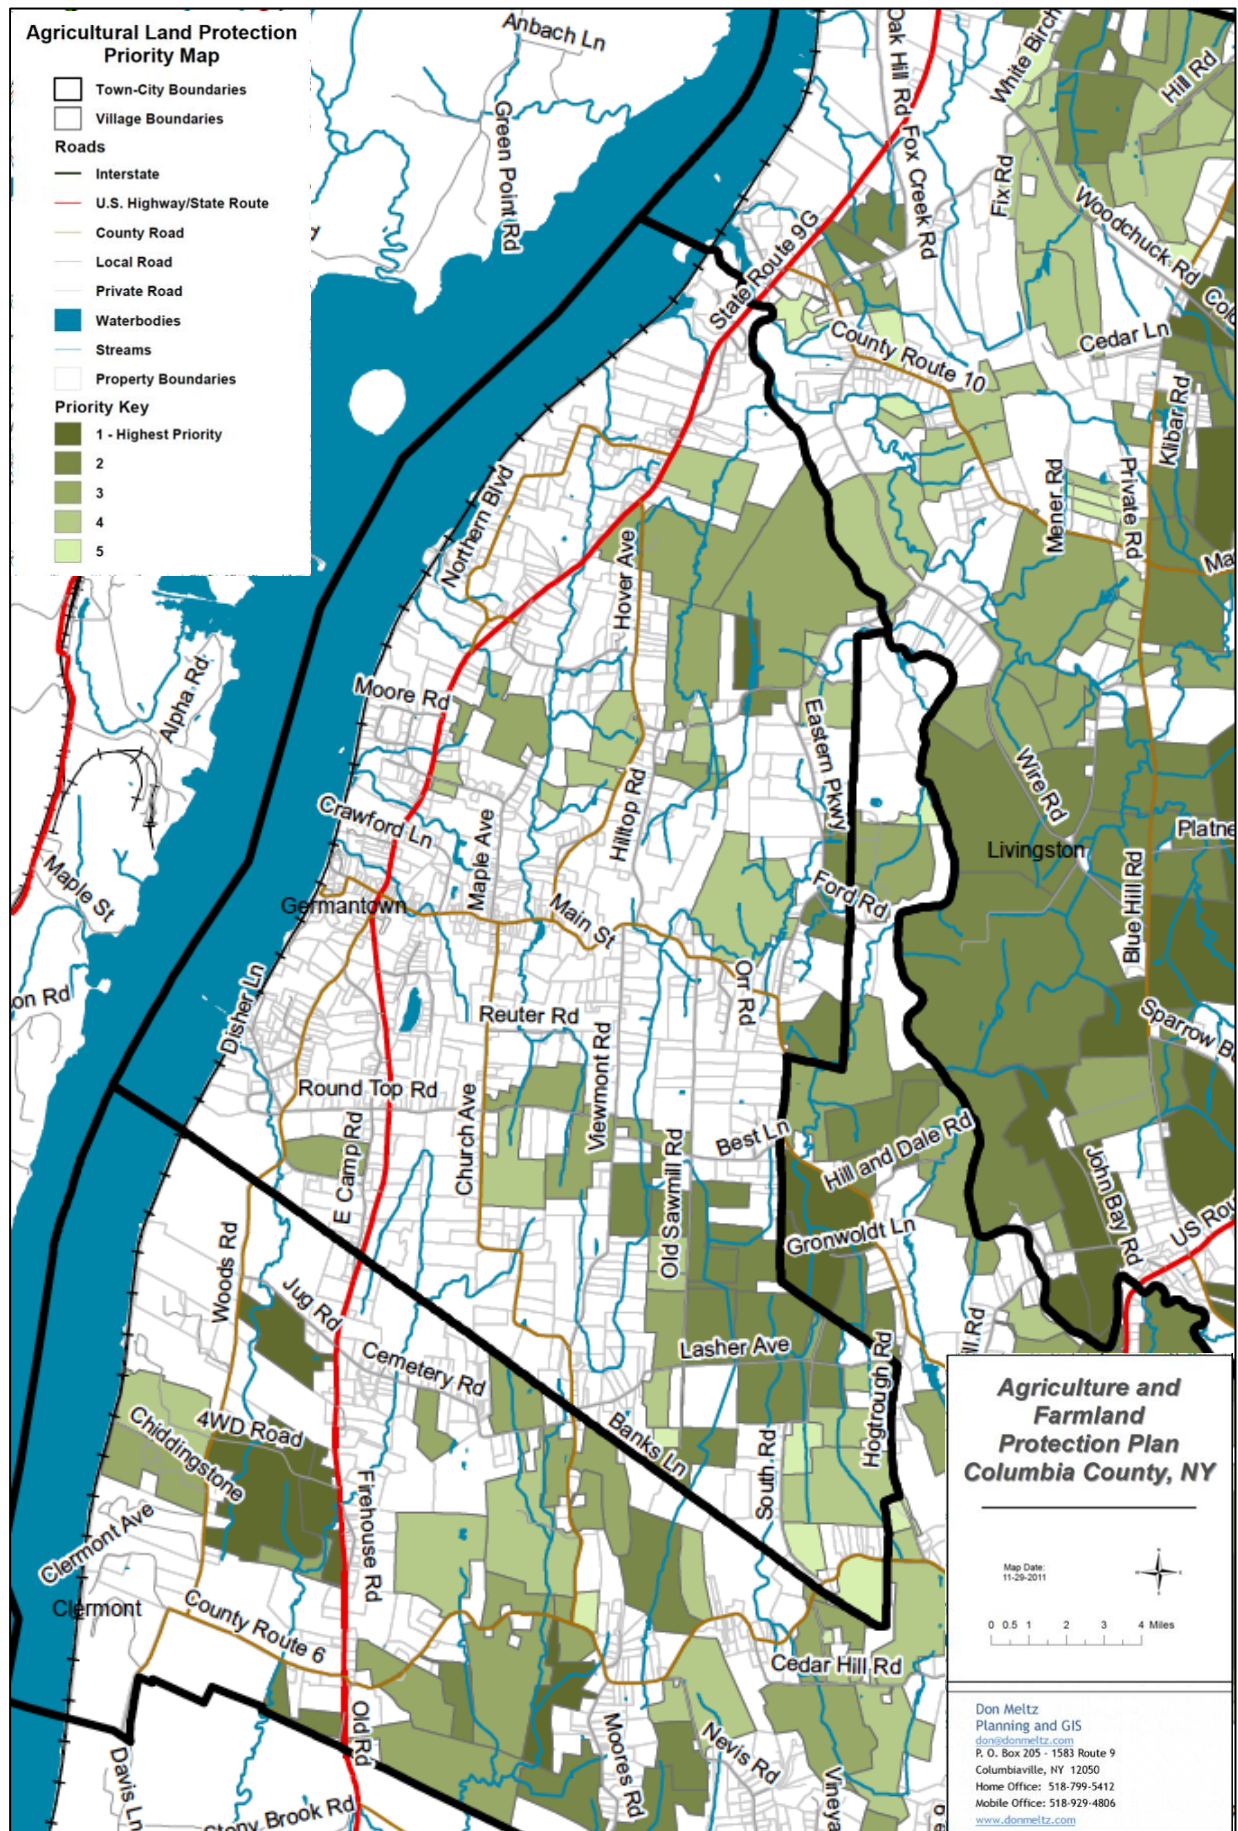 Agricultural Land Protection
Priority Map
Town-City Boundaries
Village Boundaries
Roads
Interstate
U.S. Highway/State Route
County Road
Local Road
Private Road
Waterbodies
Streams
Property Boundaries
Priority Key
1 - Highest Priority
2
3
4
5
Anbach Ln
Green Point Rd
Oak Hill Rd
Fox Creek Rd
White Birch
Hill Rd
Fix Rd
Woodchuck Rd
State Route 9G
County Route 10
Cedar Ln
Klibar Rd
Private Rd
Mener Rd
Northern Blvd
Hover Ave
Moore Rd
Alpha Rd
Eastern Pkwy
Wire Rd
Hilltop Rd
Crawford Ln
Maple Ave
Livingston
Platne
Maple St
Germantown
Main St
Ford Rd
Blue Hill Rd
on Rd
Disher Ln
Orr Rd
Reuter Rd
Viewmont Rd
Sparrow B
Round Top Rd
Church Ave
E Camp Rd
Best Ln
Old Sawmill Rd
Hill and Dale Rd
John Bay Rd
Gronwoldt Ln
US Rou
Woods Rd
Jug Rd
Lasher Ave
ill Rd
Cemetery Rd
Hogtrough Rd
Banks Ln
South Rd
4WD Road
Chiddingstone
Firehouse Rd
Clermont Ave
Clermont
County Route 6
Cedar Hill Rd
Old Rd
Moores Rd
Nevis Rd
Davis Ln
Stony Brook Rd
Vineya
Agriculture and
Farmland
Protection Plan
Columbia County, NY
Map Date:
11-29-2011
0 0.5 1 2 3 4 Miles
Don Meltz
Planning and GIS
don@donmeltz.com
P. O. Box 205 - 1583 Route 9
Columbiaville, NY 12050
Home Office: 518-799-5412
Mobile Office: 518-929-4806
www.donmeltz.com